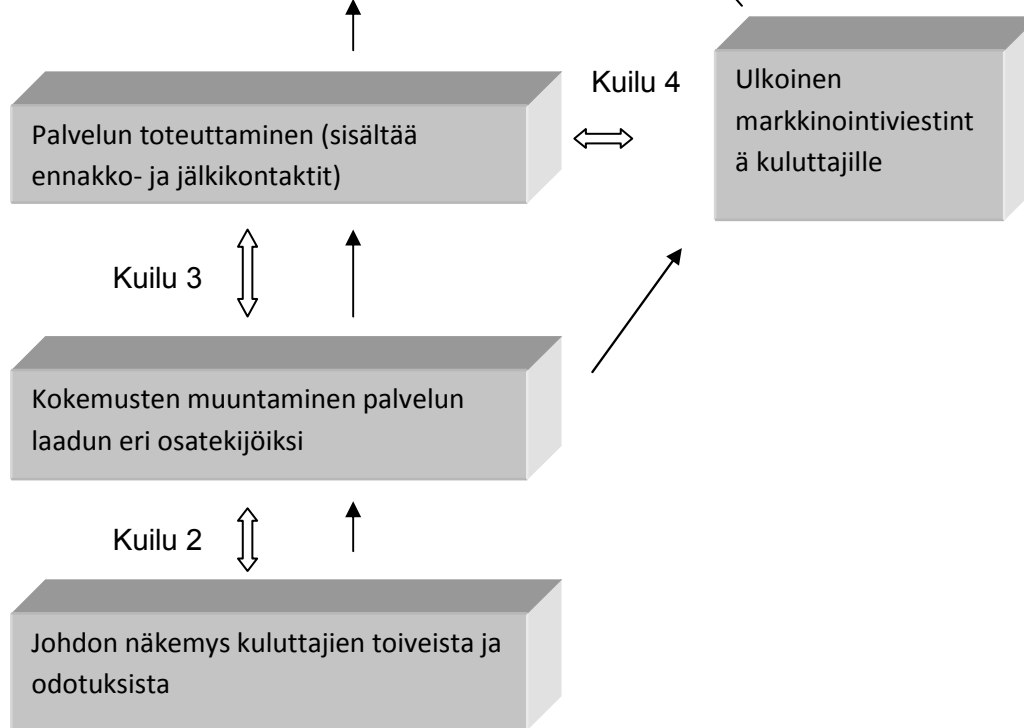 Kuilu 4
Ulkoinen
markkinointiviestint
ä kuluttajille
Palvelun toteuttaminen (sisältää
ennakko- ja jälkikontaktit)
Kuilu 3
Kokemusten muuntaminen palvelun
laadun eri osatekijöiksi
Kuilu 2
Johdon näkemys kuluttajien toiveista ja
odotuksista